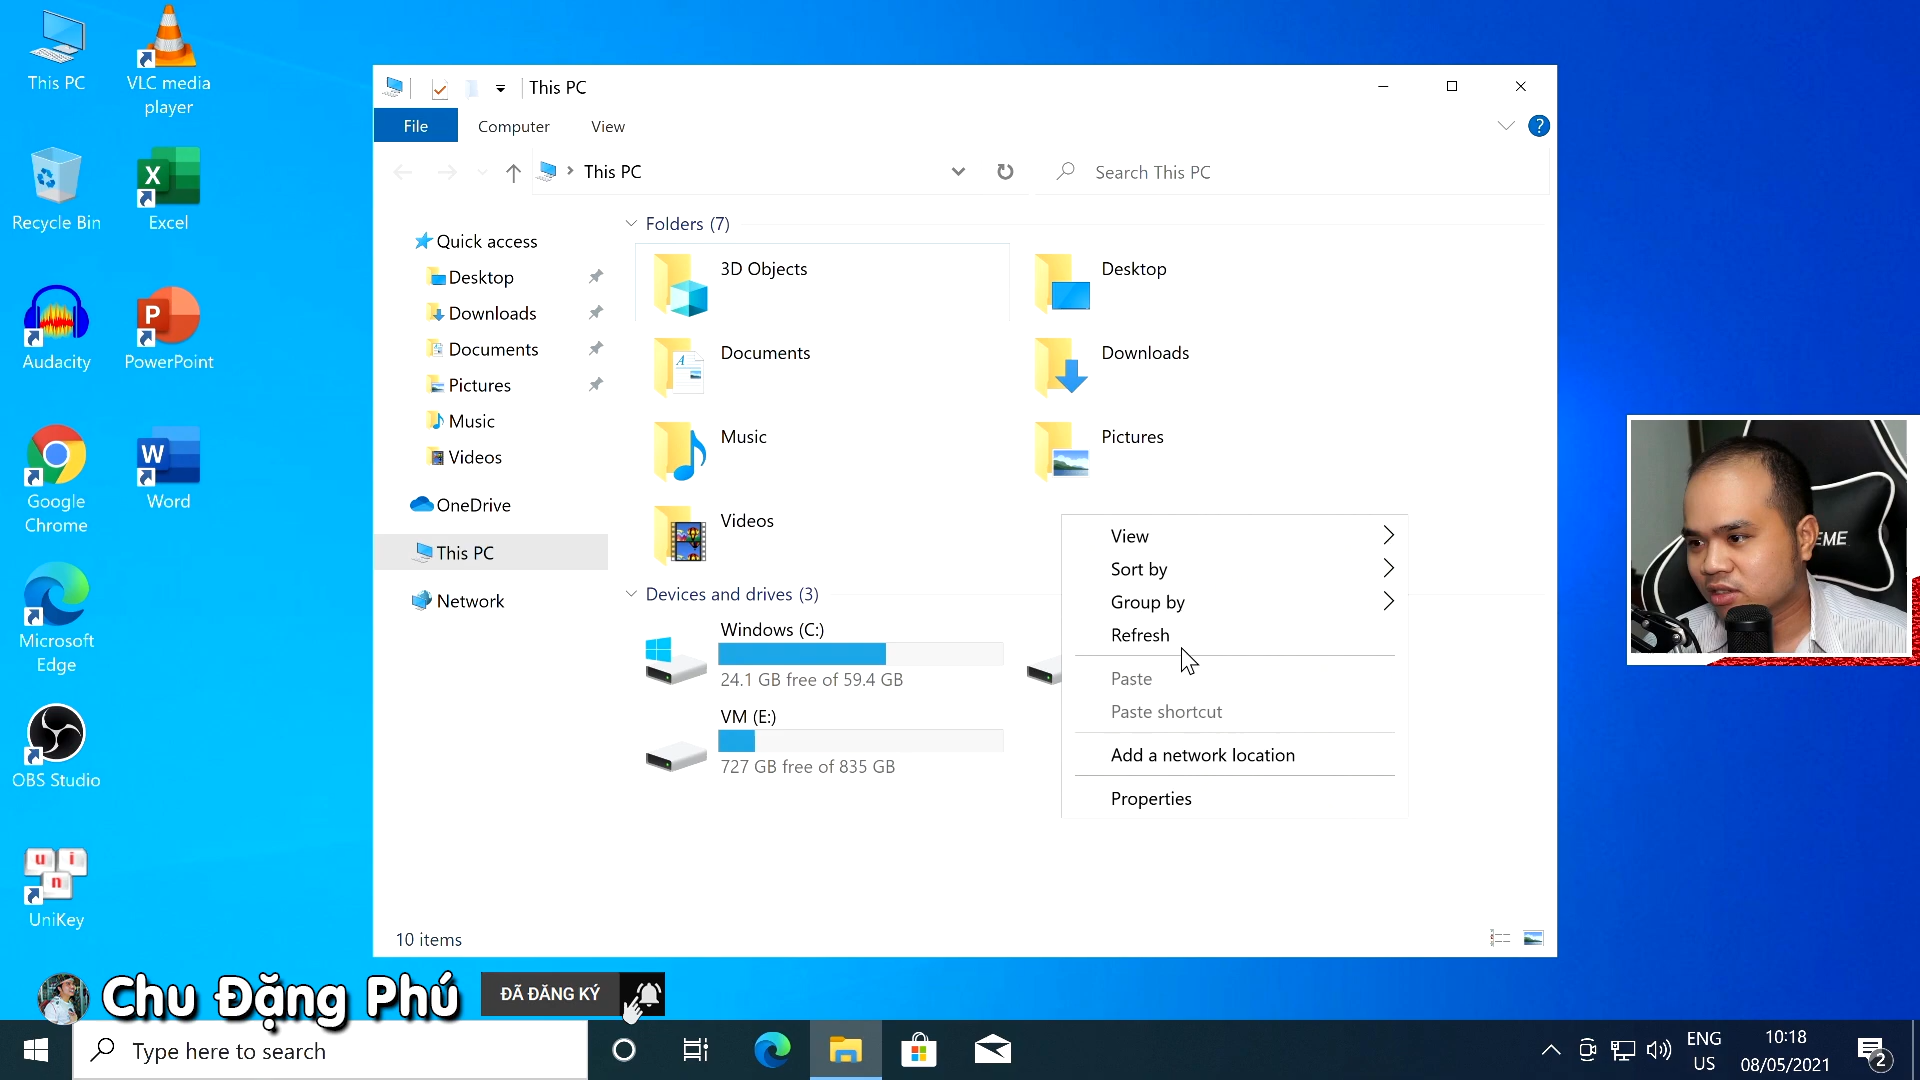 This PC
VLC media
player
Recycle Bin
Excel
Audacity
PowerPoint
Google
Chrome
Word
Microsoft
Edge
OBS Studio
UniKey
This PC
File
Computer
View
This PC
Search This PC
Quick access
Desktop
Downloads
Documents
Pictures
Music
Videos
OneDrive
This PC
Network
Folders (7)
3D Objects
Desktop
Documents
Downloads
Music
Pictures
Videos
Devices and drives (3)
Windows (C:)
24.1 GB free of 59.4 GB
VM (E:)
727 GB free of 835 GB
View
Sort by
Group by
Refresh
Paste
Paste shortcut
Add a network location
Properties
10 items
Chu Đặng Phú
ĐÃ ĐĂNG KÝ
Type here to search
ENG
US
10:18
08/05/2021
2